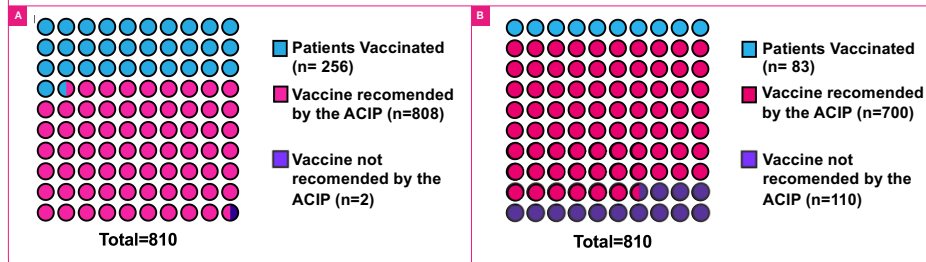 A
Patients Vaccinated
(n= 256)
Vaccine recomended
by the ACIP (n=808)
Vaccine not
recomended by the
ACIP (n=2)
Total=810
B
Patients Vaccinated
(n= 83)
Vaccine recomended
by the ACIP (n=700)
Vaccine not
recomended by the
ACIP (n=110)
Total=810